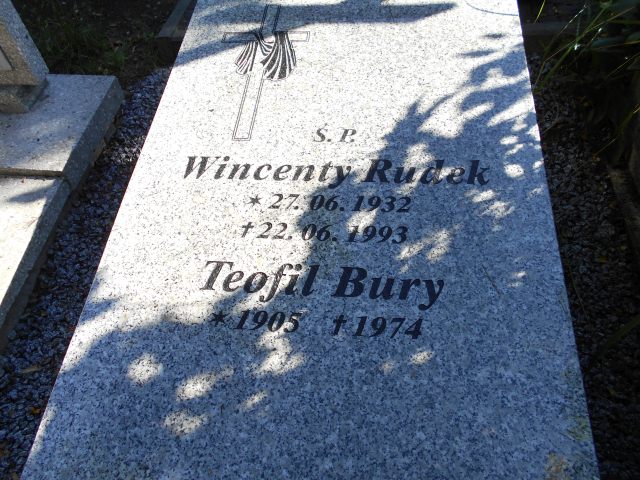 Ś.P.
Wincenty Rudek
* 27. 06. 1932
† 22. 06. 1993
Teofil Bury
* 1905 † 1974